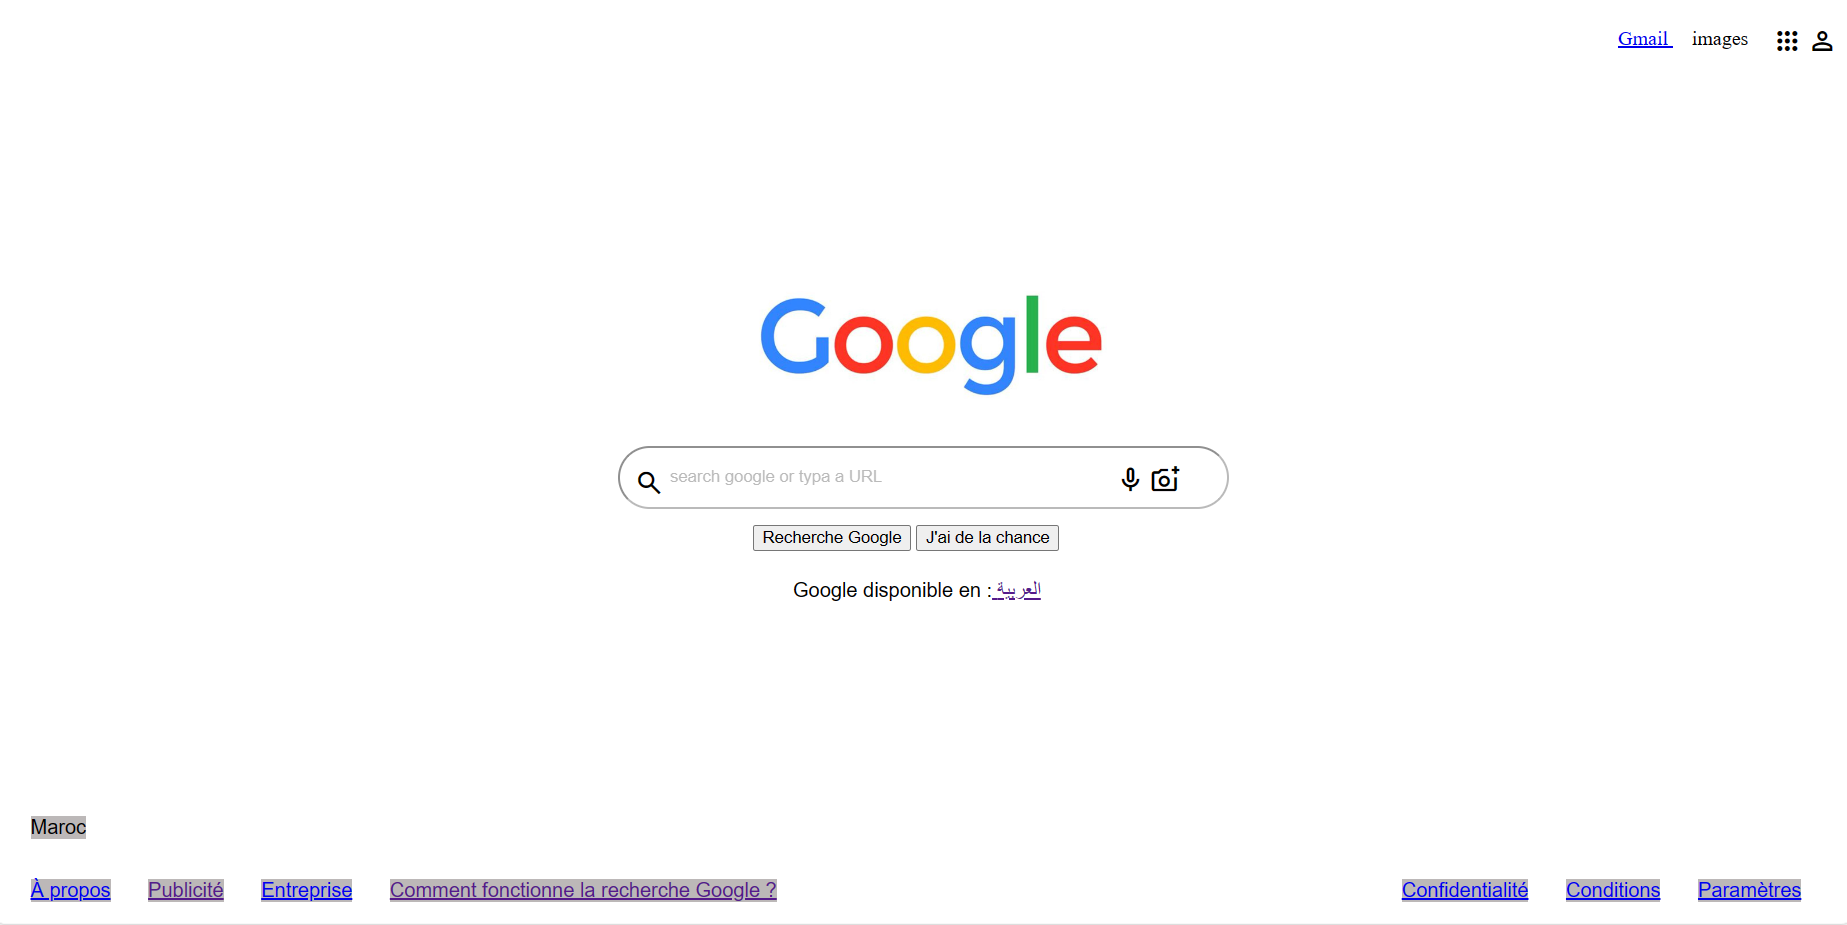 Gmail images
Google
search google or typa a URL
Recherche Google J'ai de la chance
Google disponible en : العربية
Maroc
À propos Publicité Entreprise Comment fonctionne la recherche Google ? Confidentialité Conditions Paramètres